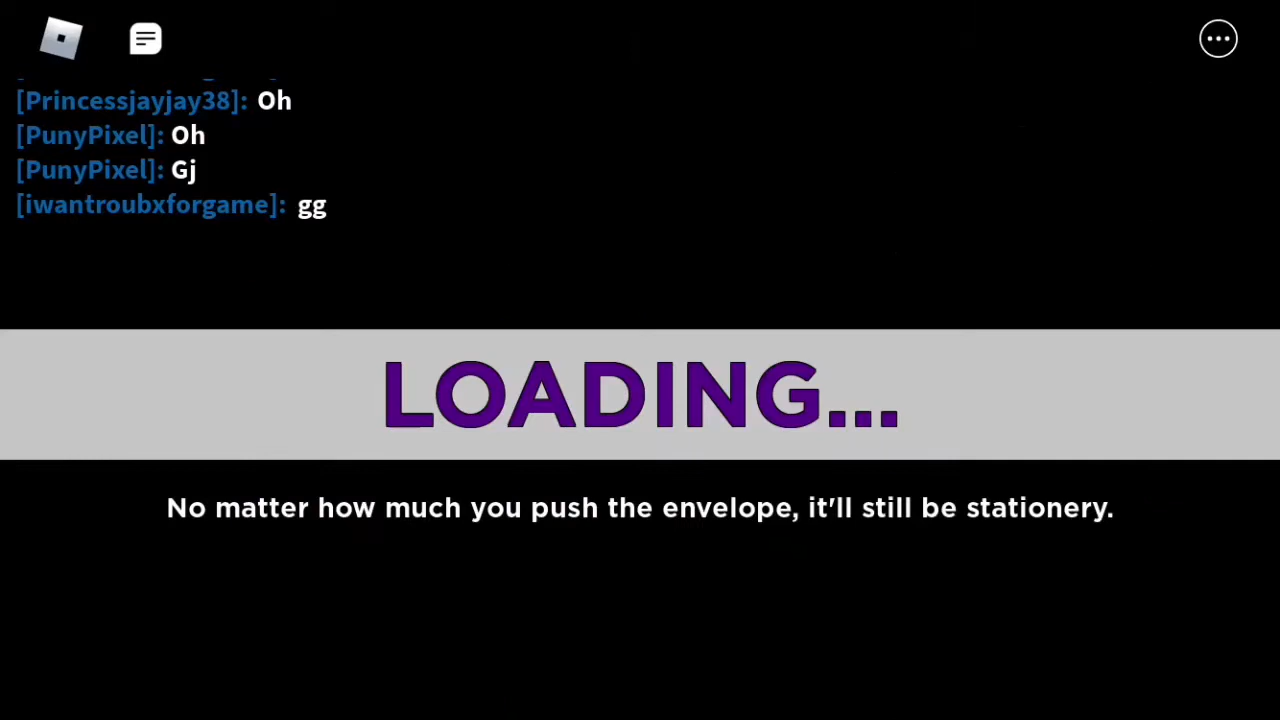 [Princessjayjay38]: Oh
[PunyPixel]: Oh
[PunyPixel]: Gj
[iwantroubxforgame]: gg
LOADING...
No matter how much you push the envelope, it'll still be stationery.